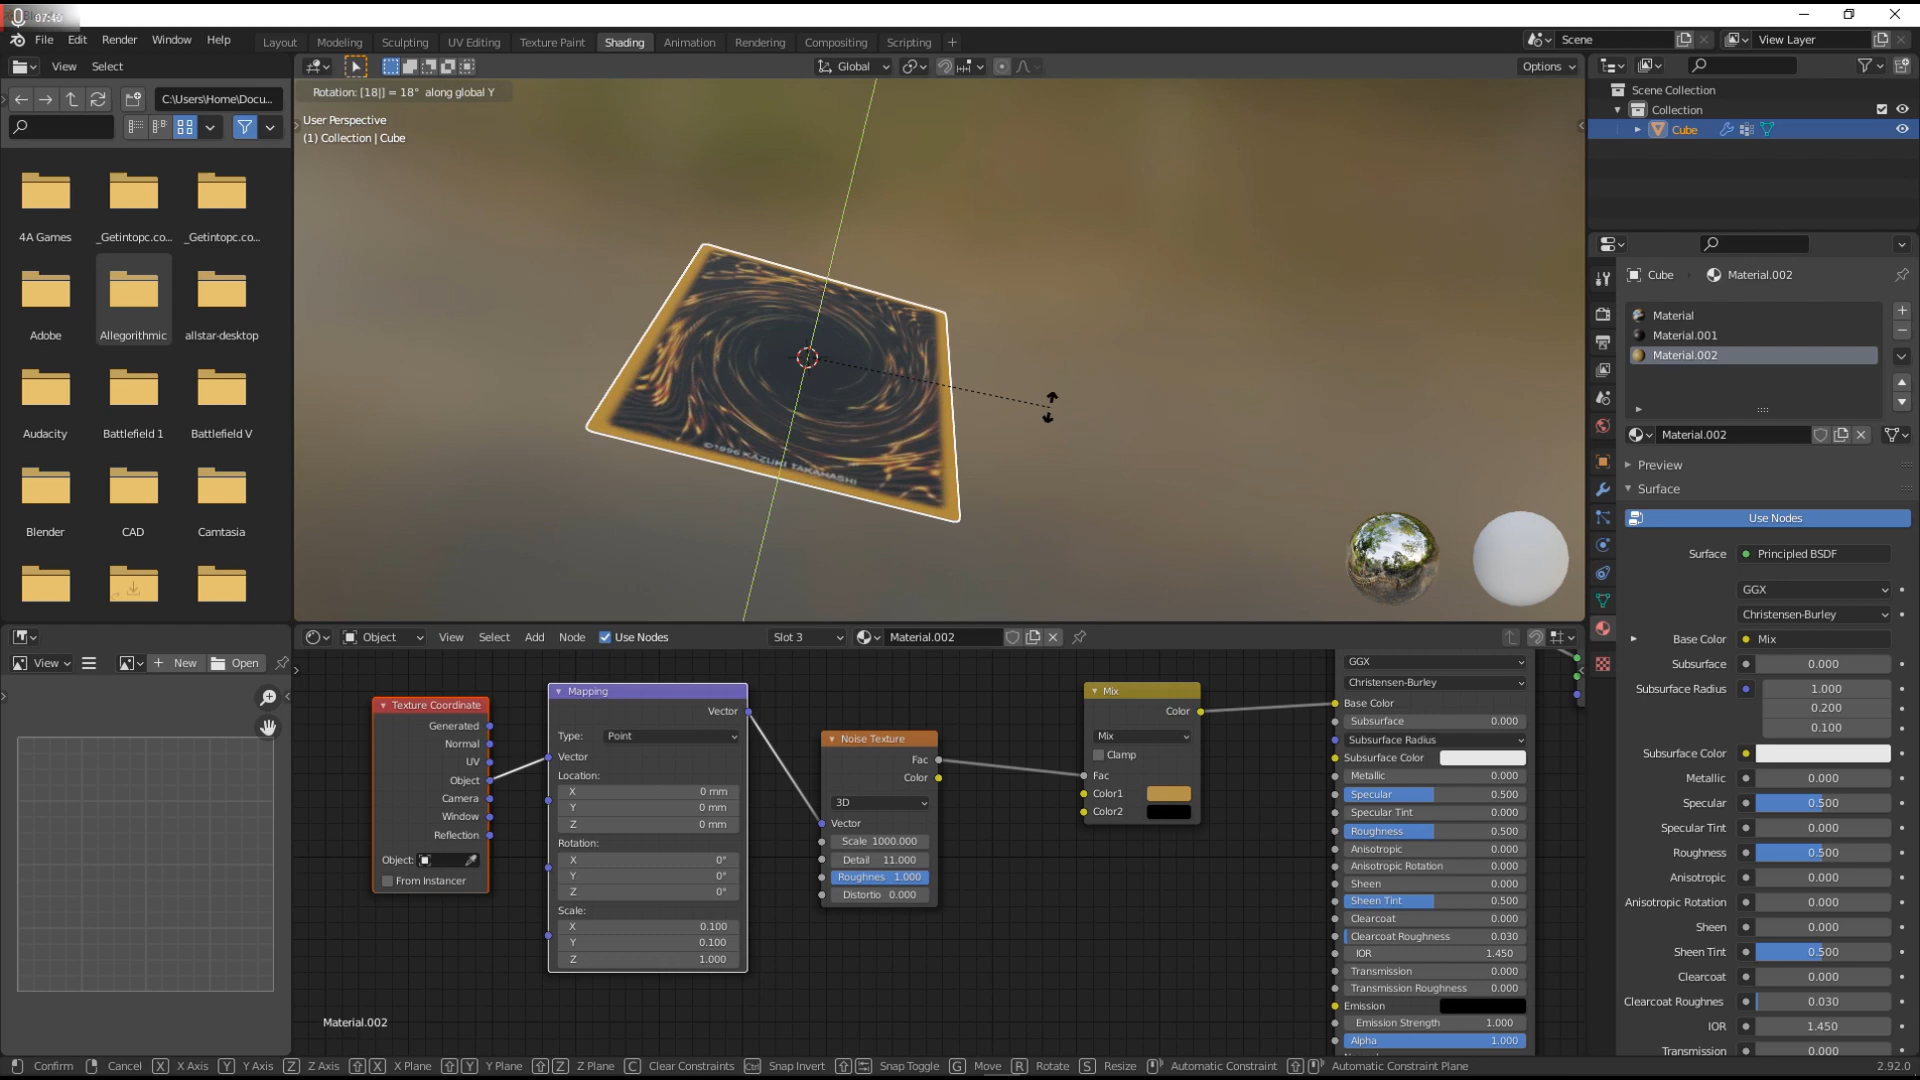 07:40
File Edit Render Window Help
Layout Modeling Sculpting UV Editing Texture Paint Shading Animation Rendering Compositing Scripting +
Scene
View Layer
View Select
Global
Options
C:\Users\Home\Docu...
4A Games _Getintopc.co... _Getintopc.co...
Adobe Allegorithmic allstar-desktop
Audacity Battlefield 1 Battlefield V
Blender CAD Camtasia
View New Open
Rotation: [18|] = 18° along global Y
User Perspective
(1) Collection | Cube
©1996 KAZUKI TAKAHASHI
Object View Select Add Node Use Nodes Slot 3 Material.002
Texture Coordinate
Generated
Normal
UV
Object
Camera
Window
Reflection
Object:
From Instancer
Mapping
Vector
Type: Point
Vector
Location:
X 0 mm
Y 0 mm
Z 0 mm
Rotation:
X 0°
Y 0°
Z 0°
Scale:
X 0.100
Y 0.100
Z 1.000
Noise Texture
Fac
Color
3D
Vector
Scale 1000.000
Detail 11.000
Roughnes 1.000
Distortio 0.000
Mix
Color
Mix
Clamp
Fac
Color1
Color2
GGX
Christensen-Burley
Base Color
Subsurface 0.000
Subsurface Radius
Subsurface Color
Metallic 0.000
Specular 0.500
Specular Tint 0.000
Roughness 0.500
Anisotropic 0.000
Anisotropic Rotation 0.000
Sheen 0.000
Sheen Tint 0.500
Clearcoat 0.000
Clearcoat Roughness 0.030
IOR 1.450
Transmission 0.000
Transmission Roughness 0.000
Emission
Emission Strength 1.000
Alpha 1.000
Material.002
Scene Collection
Collection
Cube
Cube Material.002
Material
Material.001
Material.002
Material.002
Preview
Surface
Use Nodes
Surface Principled BSDF
GGX
Christensen-Burley
Base Color Mix
Subsurface 0.000
Subsurface Radius 1.000
0.200
0.100
Subsurface Color
Metallic 0.000
Specular 0.500
Specular Tint 0.000
Roughness 0.500
Anisotropic 0.000
Anisotropic Rotation 0.000
Sheen 0.000
Sheen Tint 0.500
Clearcoat 0.000
Clearcoat Roughnes 0.030
IOR 1.450
Transmission 0.000
Confirm Cancel X X Axis Y Y Axis Z Z Axis X X Plane Y Y Plane Z Z Plane C Clear Constraints Ctrl Snap Invert Snap Toggle G Move R Rotate S Resize Automatic Constraint Automatic Constraint Plane 2.92.0